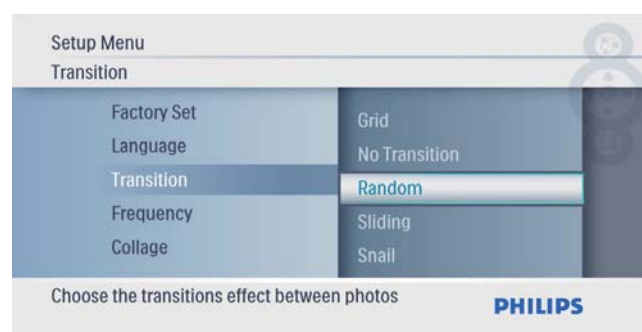 Setup Menu
Transition
Factory Set
Language
Transition
Frequency
Collage
Grid
No Transition
Random
Sliding
Snail
Choose the transitions effect between photos
PHILIPS